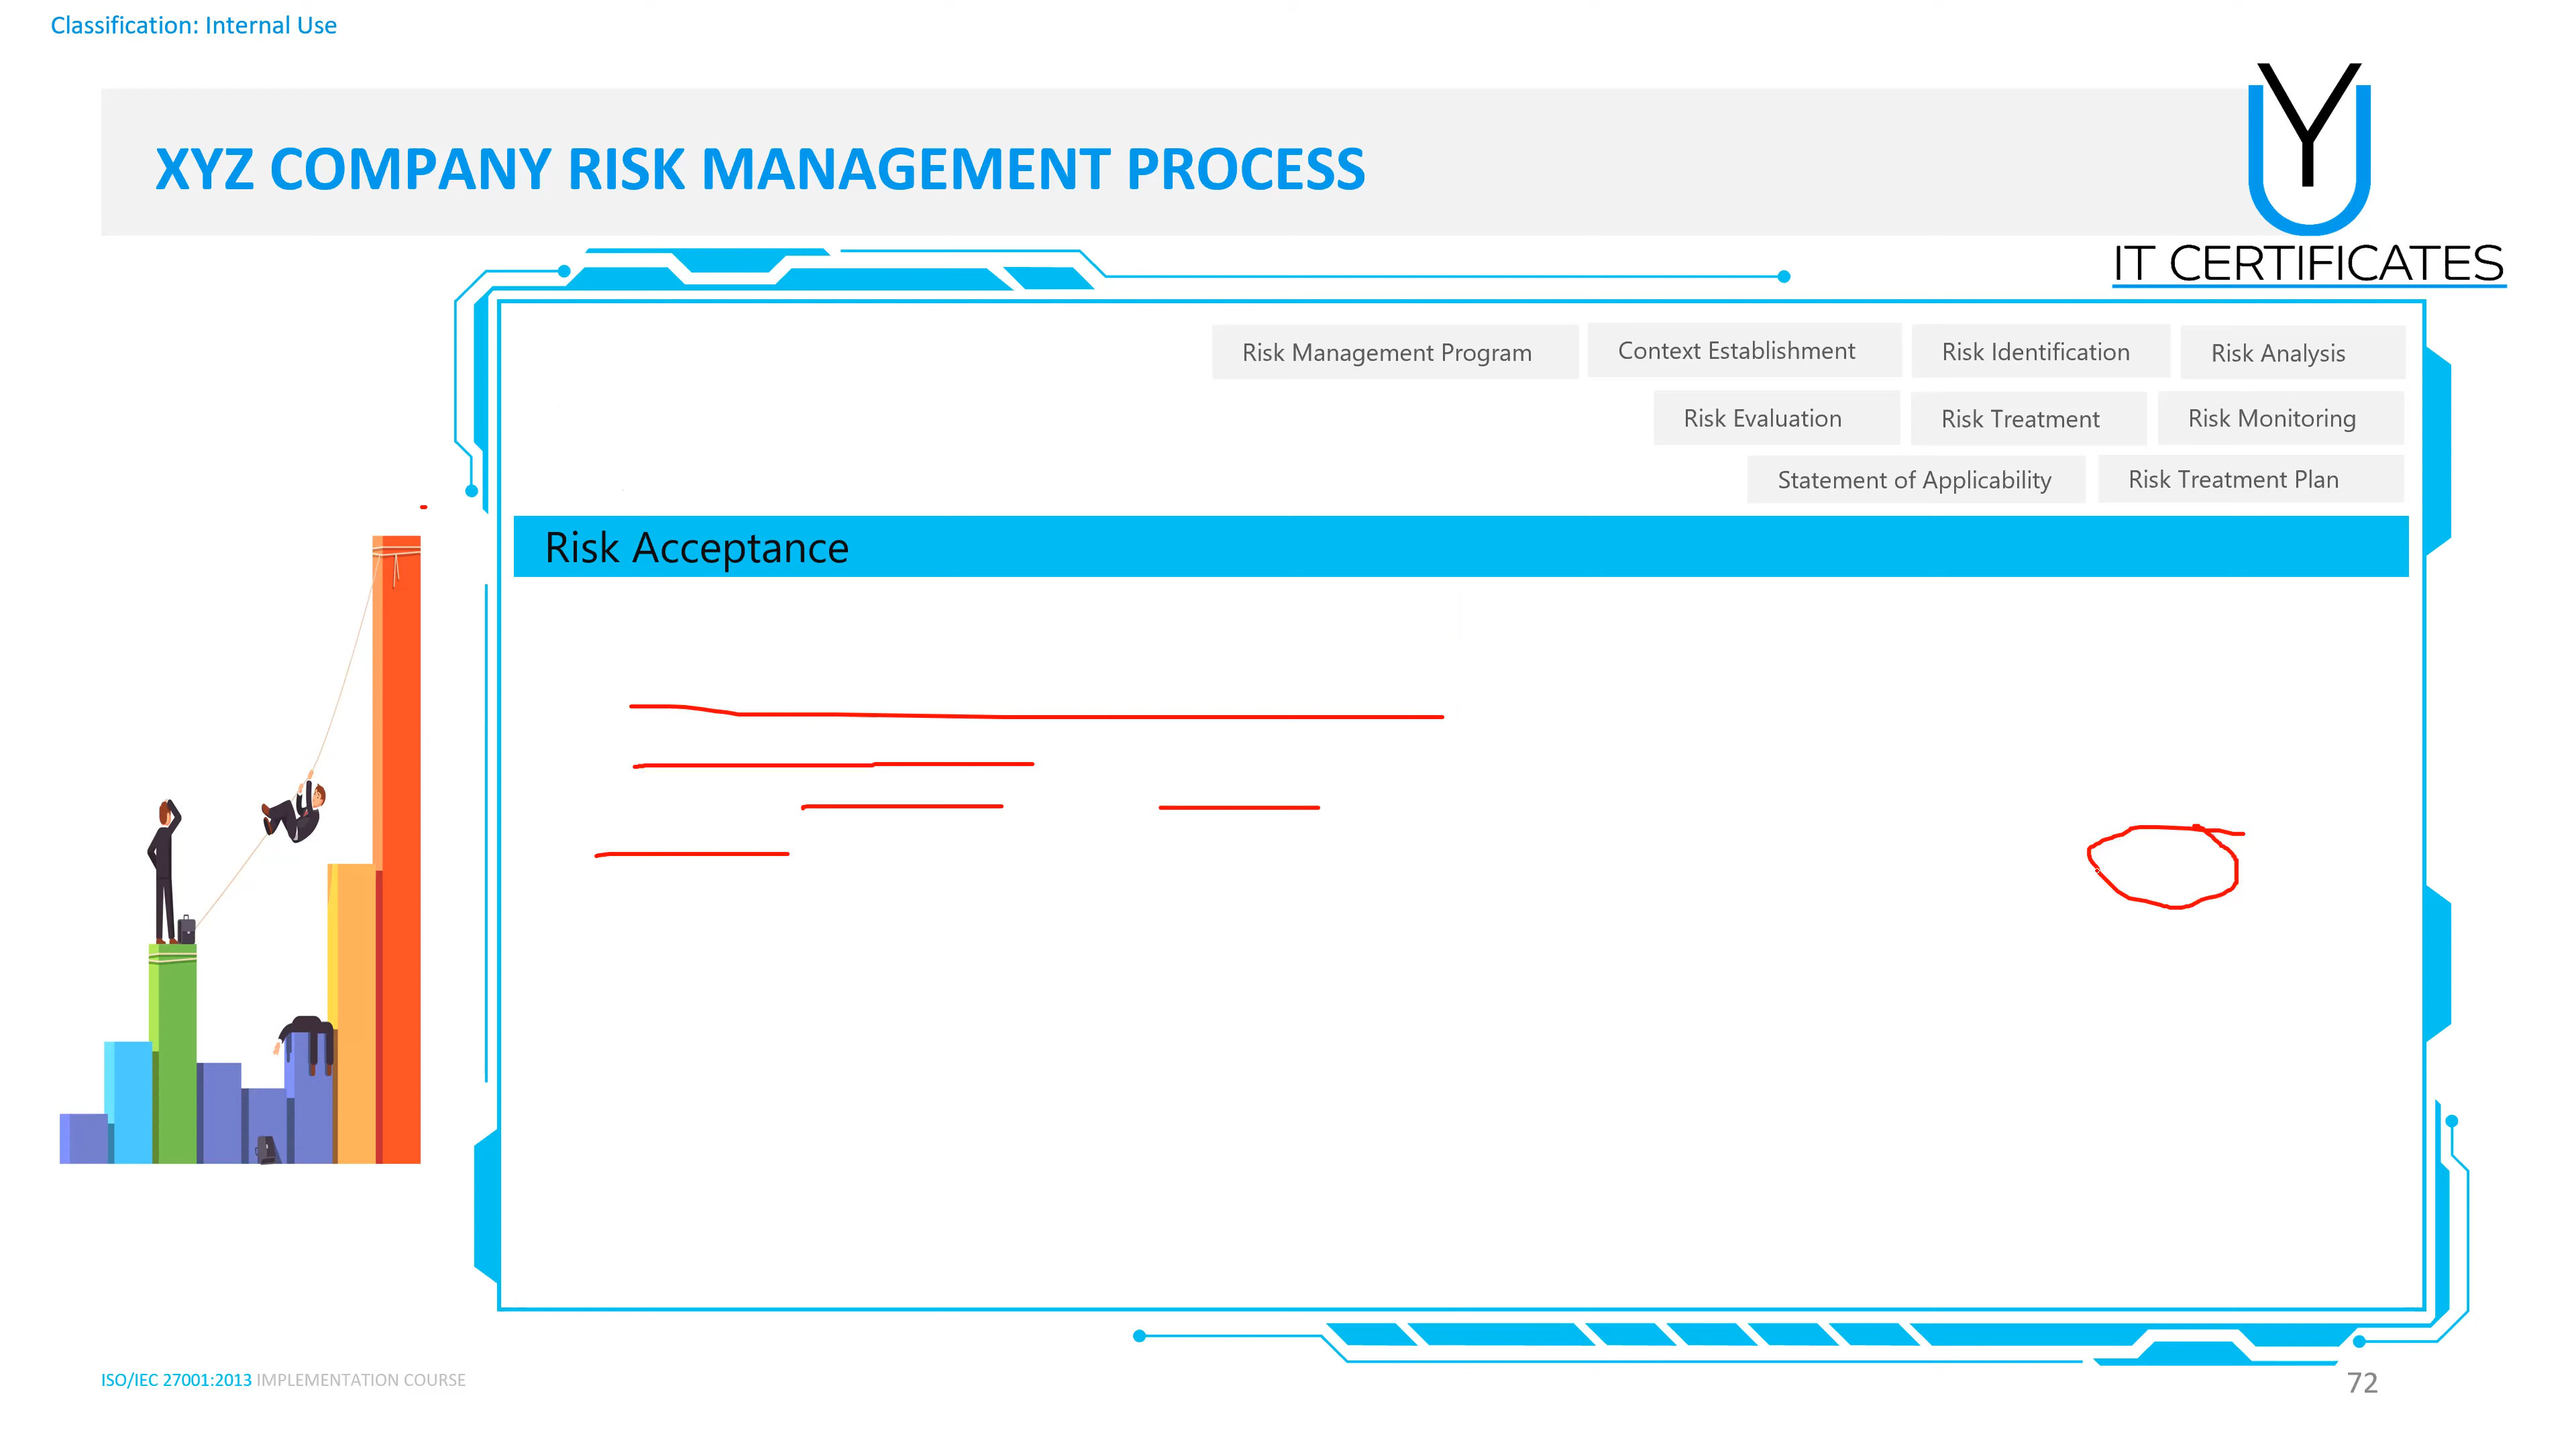 Classification: Internal Use
XYZ COMPANY RISK MANAGEMENT PROCESS
IT CERTIFICATES
Risk Management Program
Context Establishment
Risk Identification
Risk Analysis
Risk Evaluation
Risk Treatment
Risk Monitoring
Statement of Applicability
Risk Treatment Plan
Risk Acceptance
ISO/IEC 27001:2013 IMPLEMENTATION COURSE
72